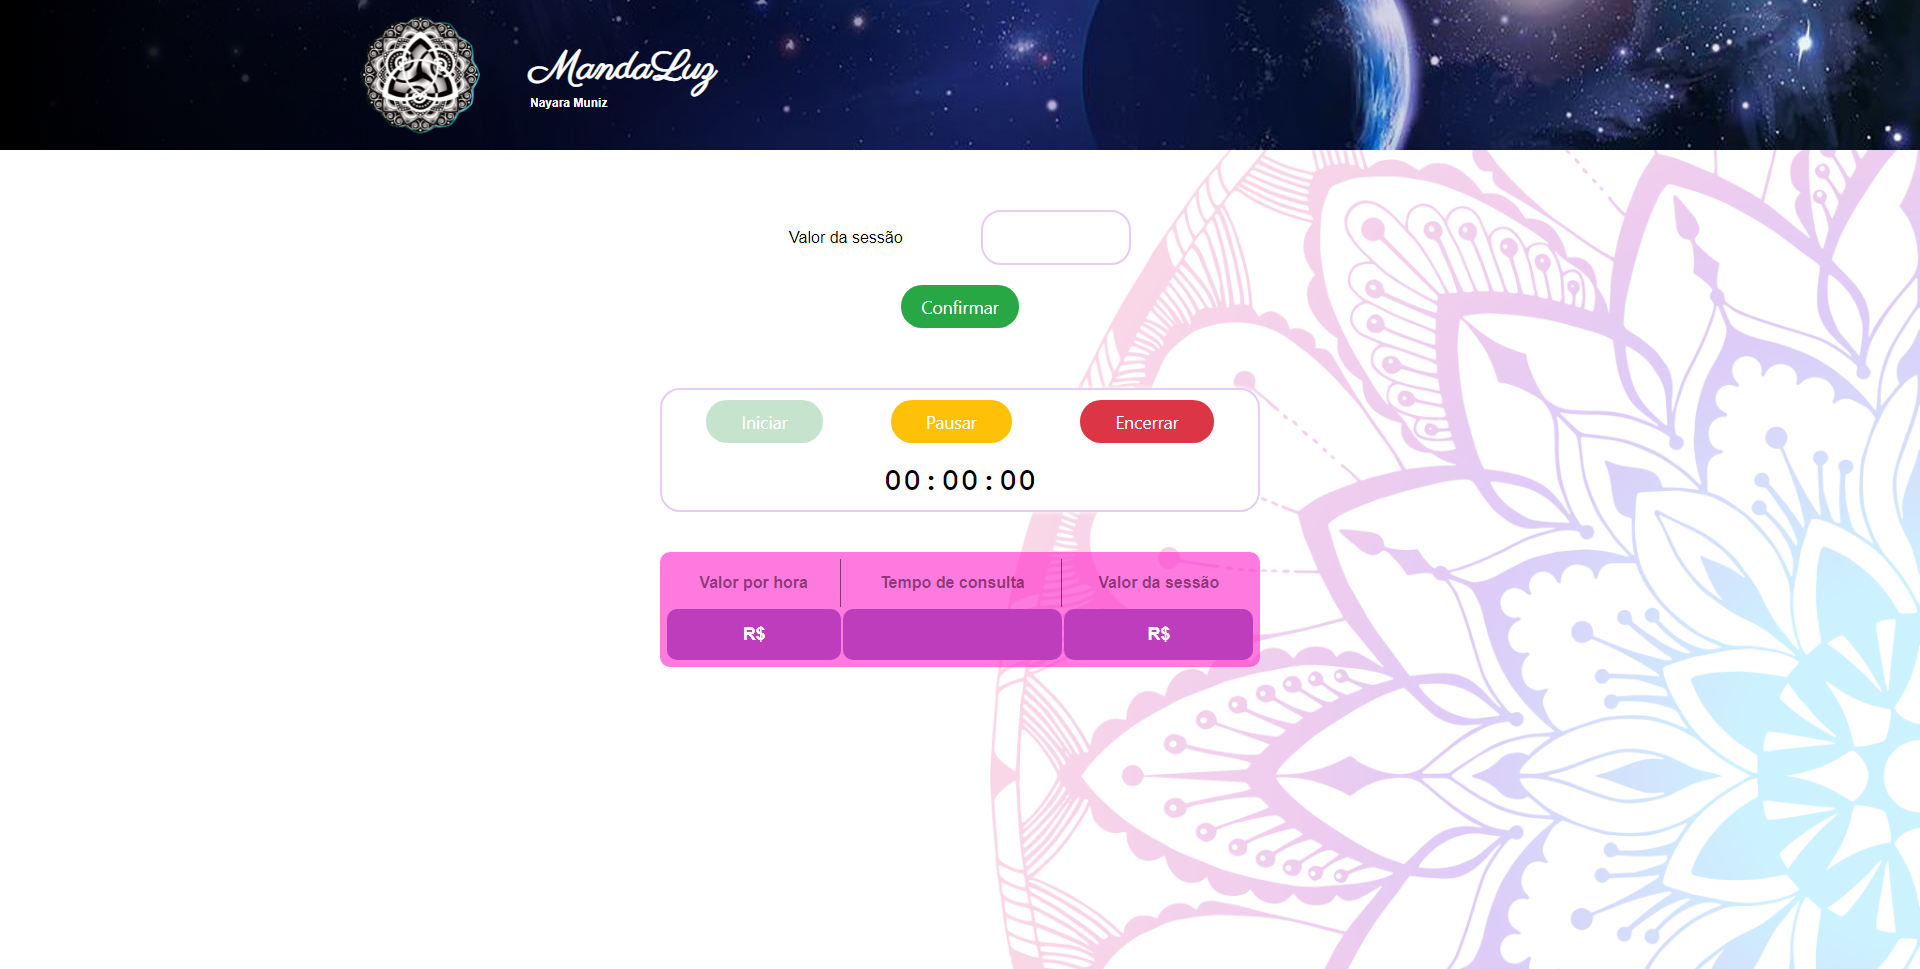 MandaLuz
Nayara Muniz
Valor da sessão
Confirmar
Iniciar Pausar Encerrar
00:00:00
Valor por hora Tempo de consulta Valor da sessão
R$ R$